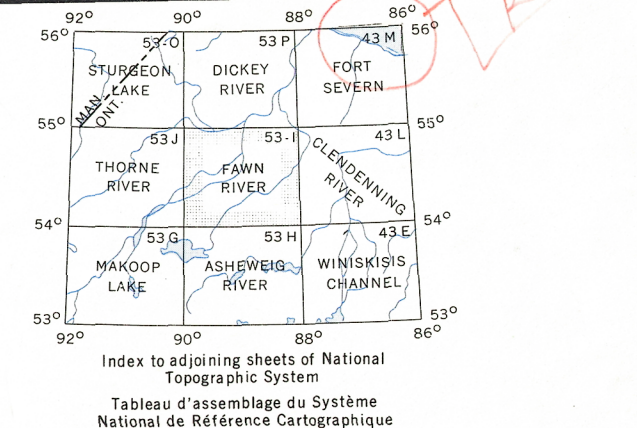 92° 90° 88° 86°
56° 53-O 53 P 43 M 56°
STURGEON LAKE
DICKEY RIVER
FORT SEVERN
MAN.
ONT.
55° 53 J 53-I 43 L 55°
THORNE RIVER
FAWN RIVER
CLENDENNING RIVER
54° 53 G 53 H 43 E 54°
MAKOOP LAKE
ASHEWEIG RIVER
WINISKISIS CHANNEL
53° 53°
92° 90° 88° 86°
Index to adjoining sheets of National
Topographic System
Tableau d'assemblage du Système
National de Référence Cartographique